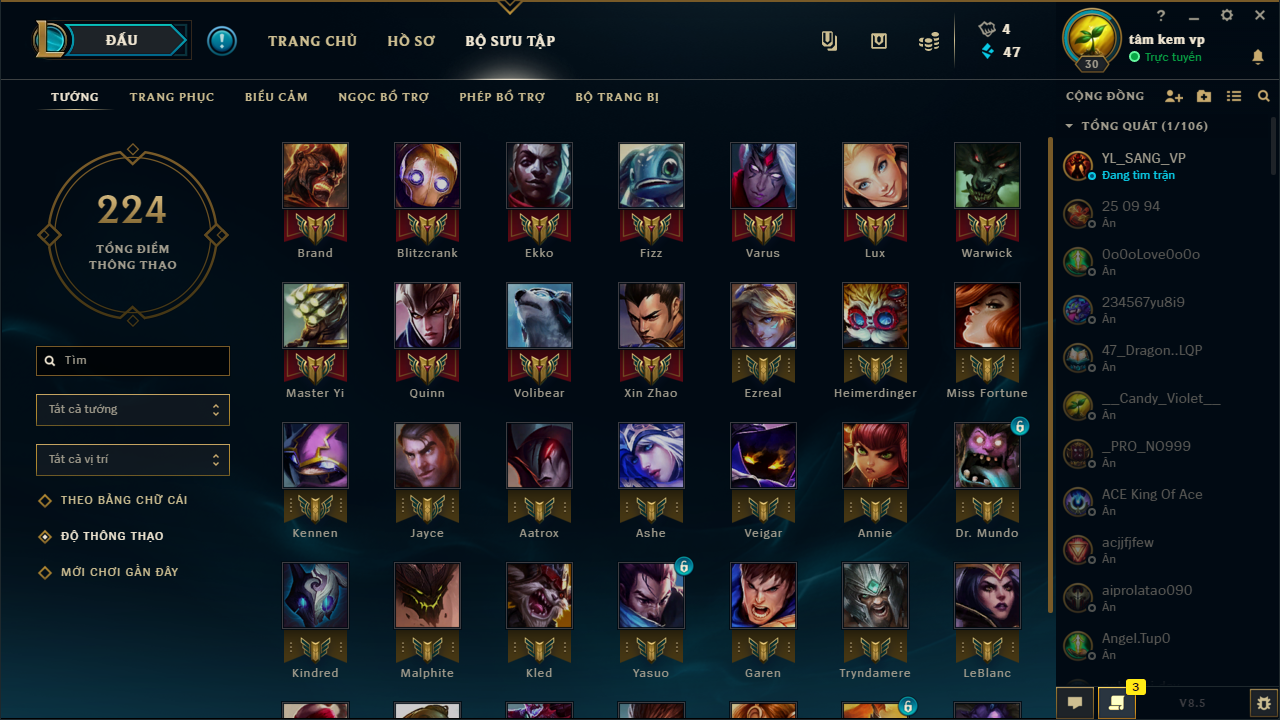 ĐẤU
TRANG CHỦ
HỒ SƠ
BỘ SƯU TẬP
4
47
30
tâm kem vp
Trực tuyến
TƯỚNG
TRANG PHỤC
BIỂU CẢM
NGỌC BỔ TRỢ
PHÉP BỔ TRỢ
BỘ TRANG BỊ
CỘNG ĐỒNG
224
TỔNG ĐIỂM
THÔNG THẠO
Tìm
Tất cả tướng
Tất cả vị trí
THEO BẢNG CHỮ CÁI
ĐỘ THÔNG THẠO
MỚI CHƠI GẦN ĐÂY
Brand
Blitzcrank
Ekko
Fizz
Varus
Lux
Warwick
Master Yi
Quinn
Volibear
Xin Zhao
Ezreal
Heimerdinger
Miss Fortune
6
Kennen
Jayce
Aatrox
Ashe
Veigar
Annie
Dr. Mundo
6
Kindred
Malphite
Kled
Yasuo
Garen
Tryndamere
LeBlanc
6
TỔNG QUÁT (1/106)
YL_SANG_VP
Đang tìm trận
25 09 94
Ẩn
0o0oLove0o0o
Ẩn
234567yu8i9
Ẩn
47_Dragon..LQP
Ẩn
__Candy_Violet__
Ẩn
_PRO_NO999
Ẩn
ACE King Of Ace
Ẩn
acjjfjfew
Ẩn
aiprolatao090
Ẩn
Angel.Tup0
Ẩn
3
V8.5